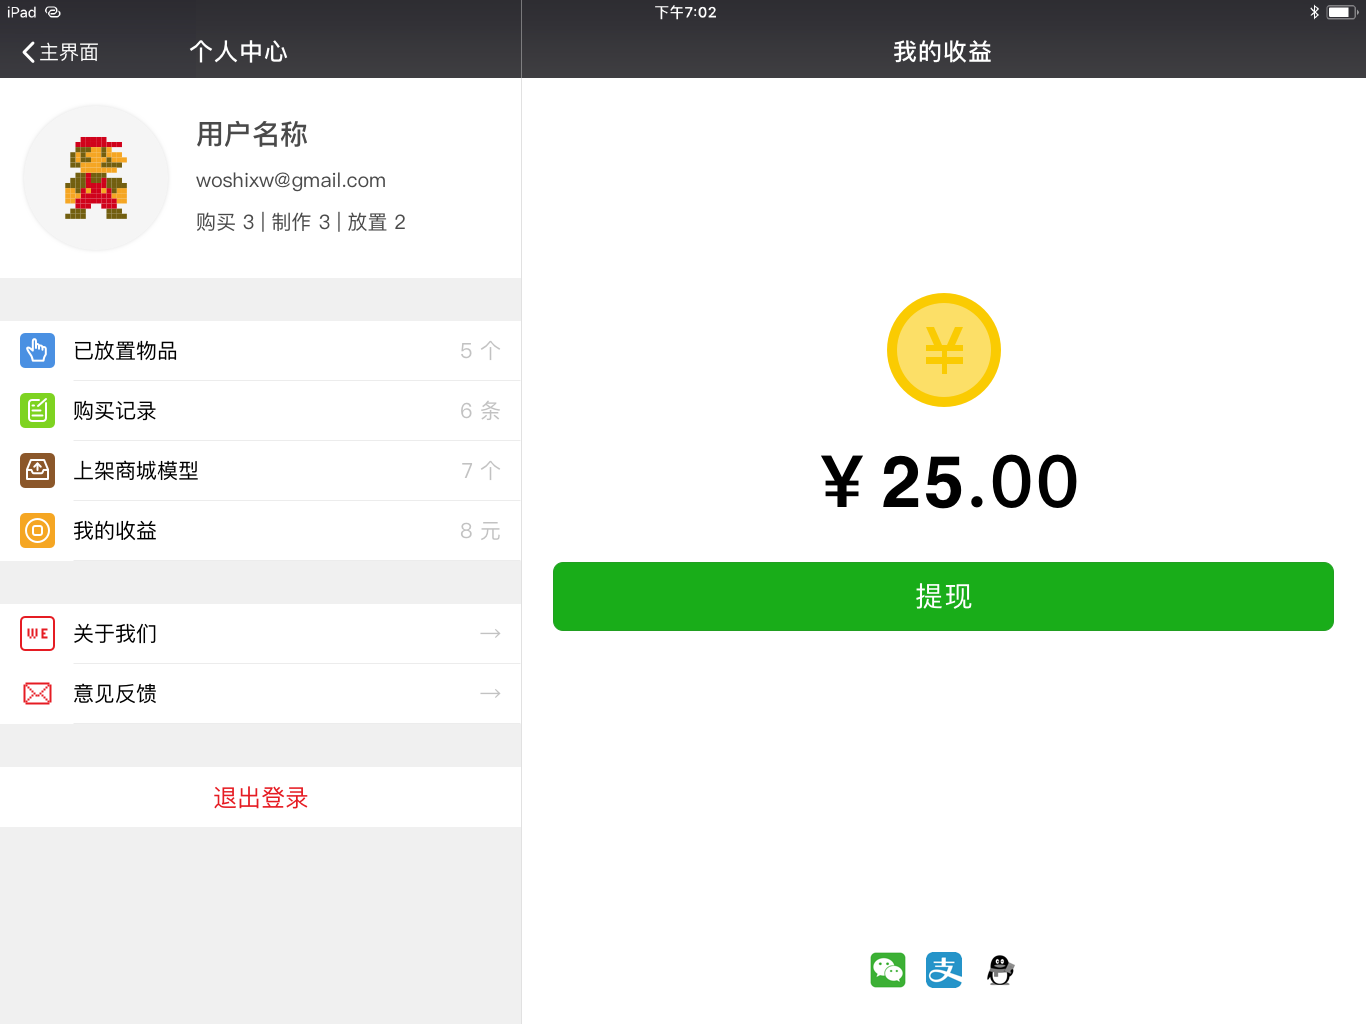 iPad
下午7:02
主界面
个人中心
我的收益
用户名称
woshixw@gmail.com
购买 3 | 制作 3 | 放置 2
已放置物品 5 个
购买记录 6 条
上架商城模型 7 个
我的收益 8 元
WE 关于我们 →
意见反馈 →
退出登录
¥
¥ 25.00
提现
支